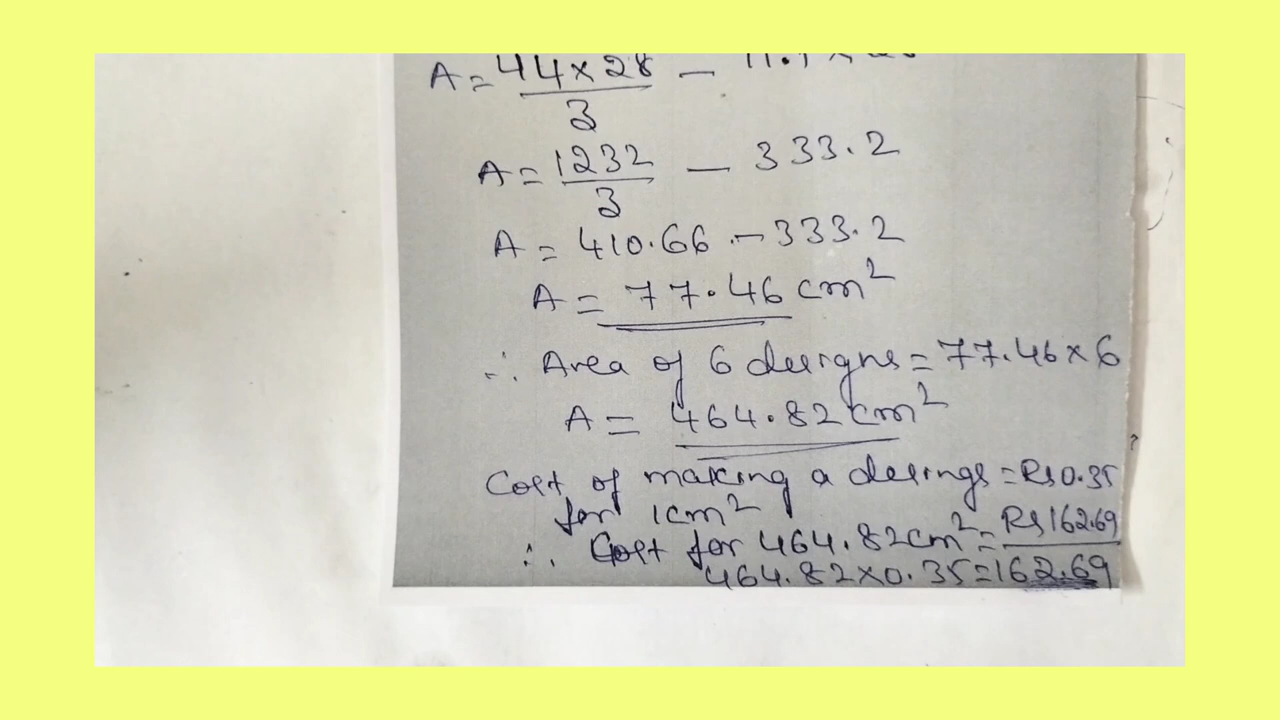 A = 44×28/3 –
A = 1232/3 – 333.2
A = 410.66 – 333.2
A = 77.46 cm²
∴ Area of 6 designs = 77.46 × 6
A = 464.82 cm²
Cost of making a desings = Rs 0.35
for 1cm²
∴ Cost for 464.82cm² = Rs 162.69
464.82×0.35=162.69